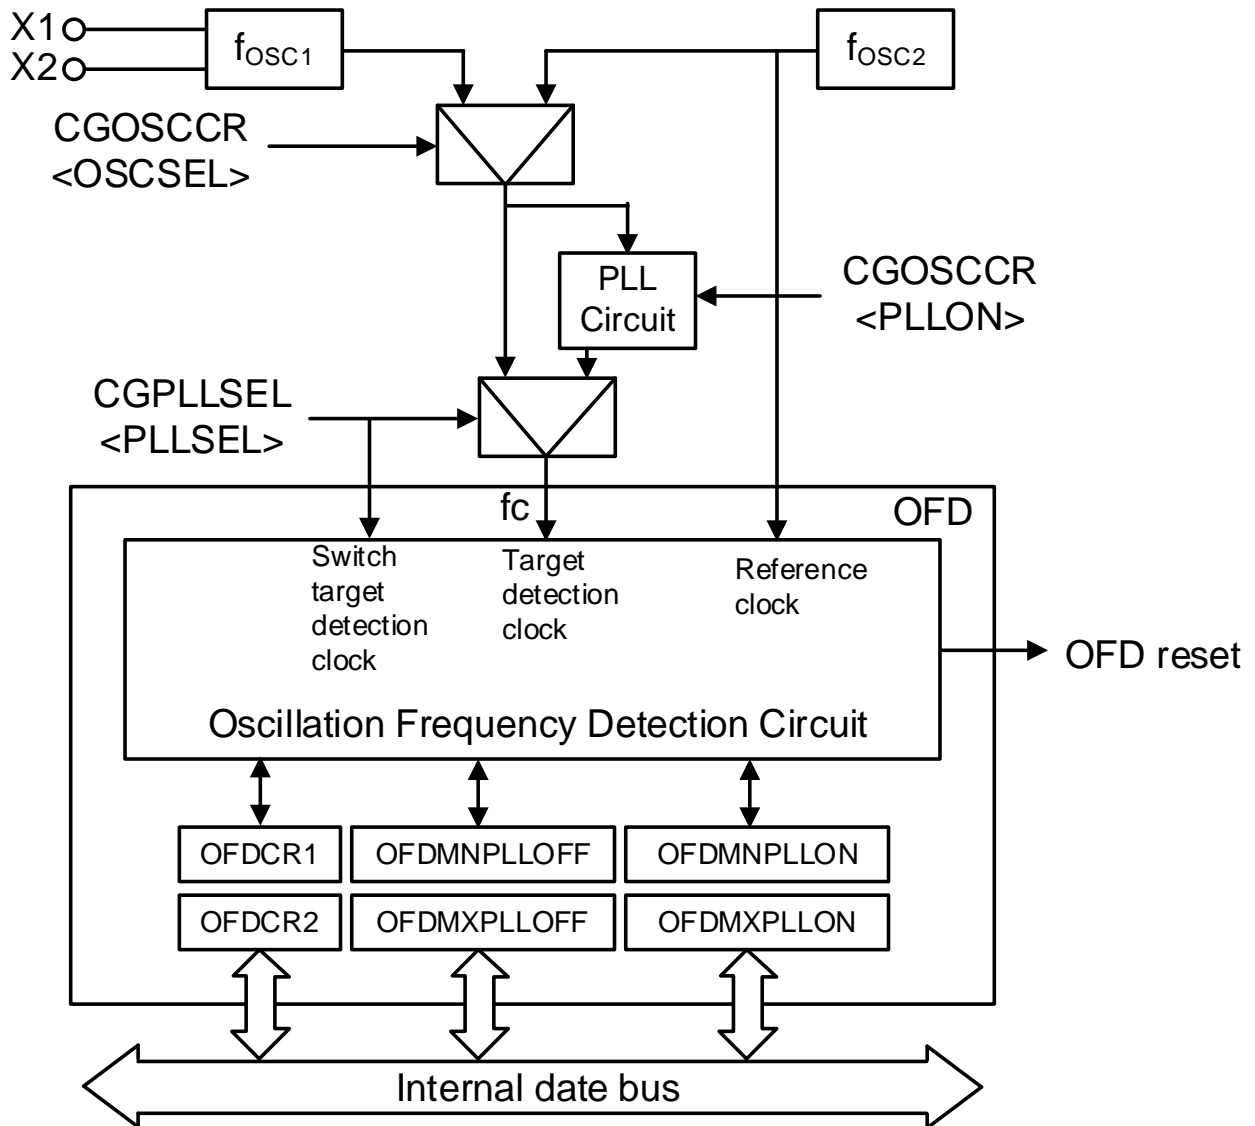 X1
X2
fOSC1
fOSC2
CGOSCCR
<OSCSEL>
PLL
Circuit
CGOSCCR
<PLLON>
CGPLLSEL
<PLLSEL>
fc
OFD
Switch
target
detection
clock
Target
detection
clock
Reference
clock
OFD reset
Oscillation Frequency Detection Circuit
OFDCR1
OFDMNPLLOFF
OFDMNPLLON
OFDCR2
OFDMXPLLOFF
OFDMXPLLON
Internal date bus